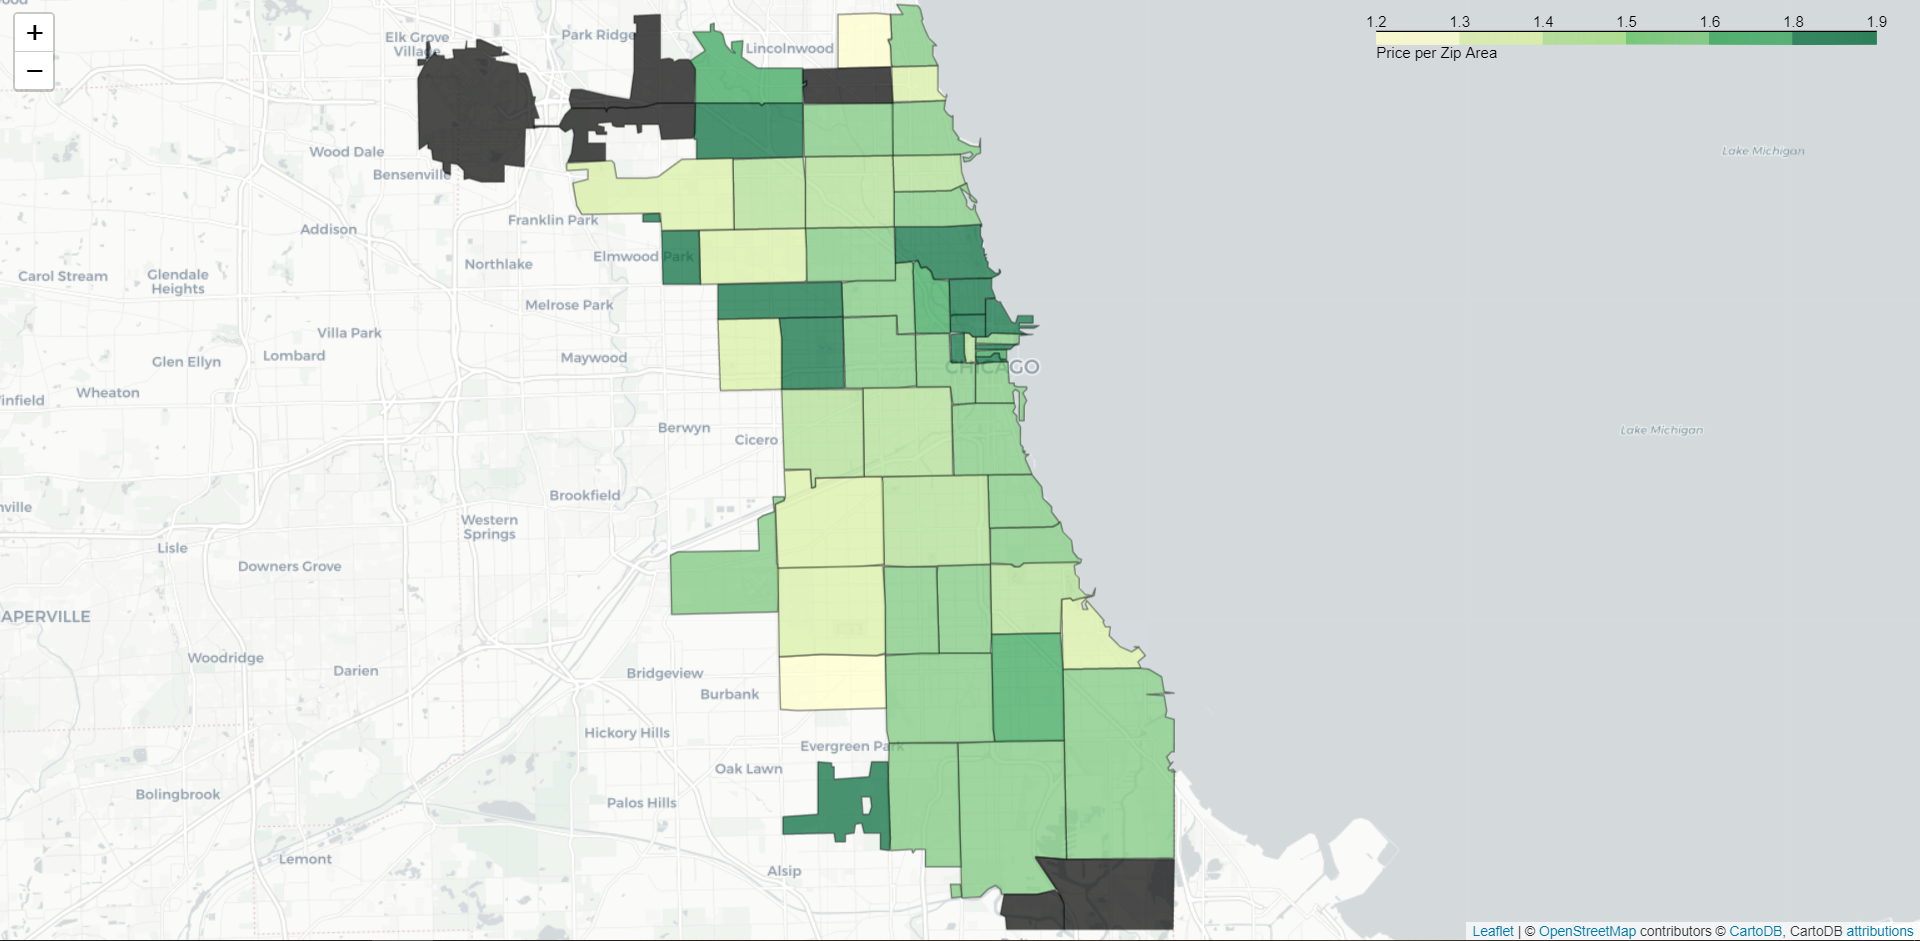 +
−
1.2 1.3 1.4 1.5 1.6 1.8 1.9
Price per Zip Area
Elk Grove
Village
Park Ridge
Lincolnwood
Wood Dale
Bensenville
Lake Michigan
Franklin Park
Addison
Elmwood Park
Northlake
Carol Stream
Glendale
Heights
Melrose Park
Villa Park
Glen Ellyn
Lombard
Maywood
CHICAGO
Wheaton
infield
Berwyn
Cicero
Lake Michigan
Brookfield
nville
Western
Springs
Lisle
Downers Grove
APERVILLE
Woodridge
Darien
Bridgeview
Burbank
Hickory Hills
Evergreen Park
Oak Lawn
Bolingbrook
Palos Hills
Lemont
Alsip
Leaflet | © OpenStreetMap contributors © CartoDB, CartoDB attributions